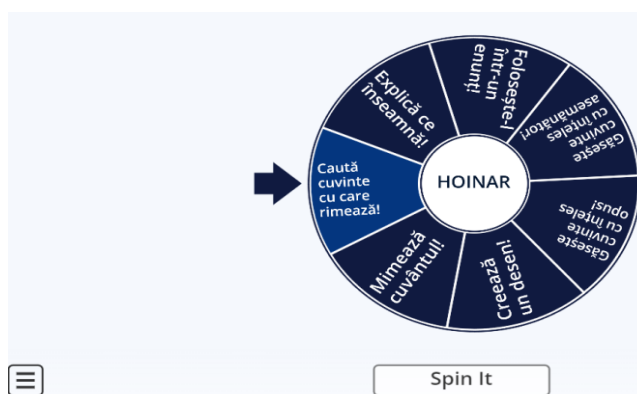 Folosește-l
într-un
enunț!
Găsește
cuvinte
cu înțeles
asemănător!
Găsește
cuvinte
cu înțeles
opus!
Creează
un desen!
Mimează
cuvântul!
Caută
cuvinte
cu care
rimează!
Explică ce
înseamnă!
HOINAR
Spin It